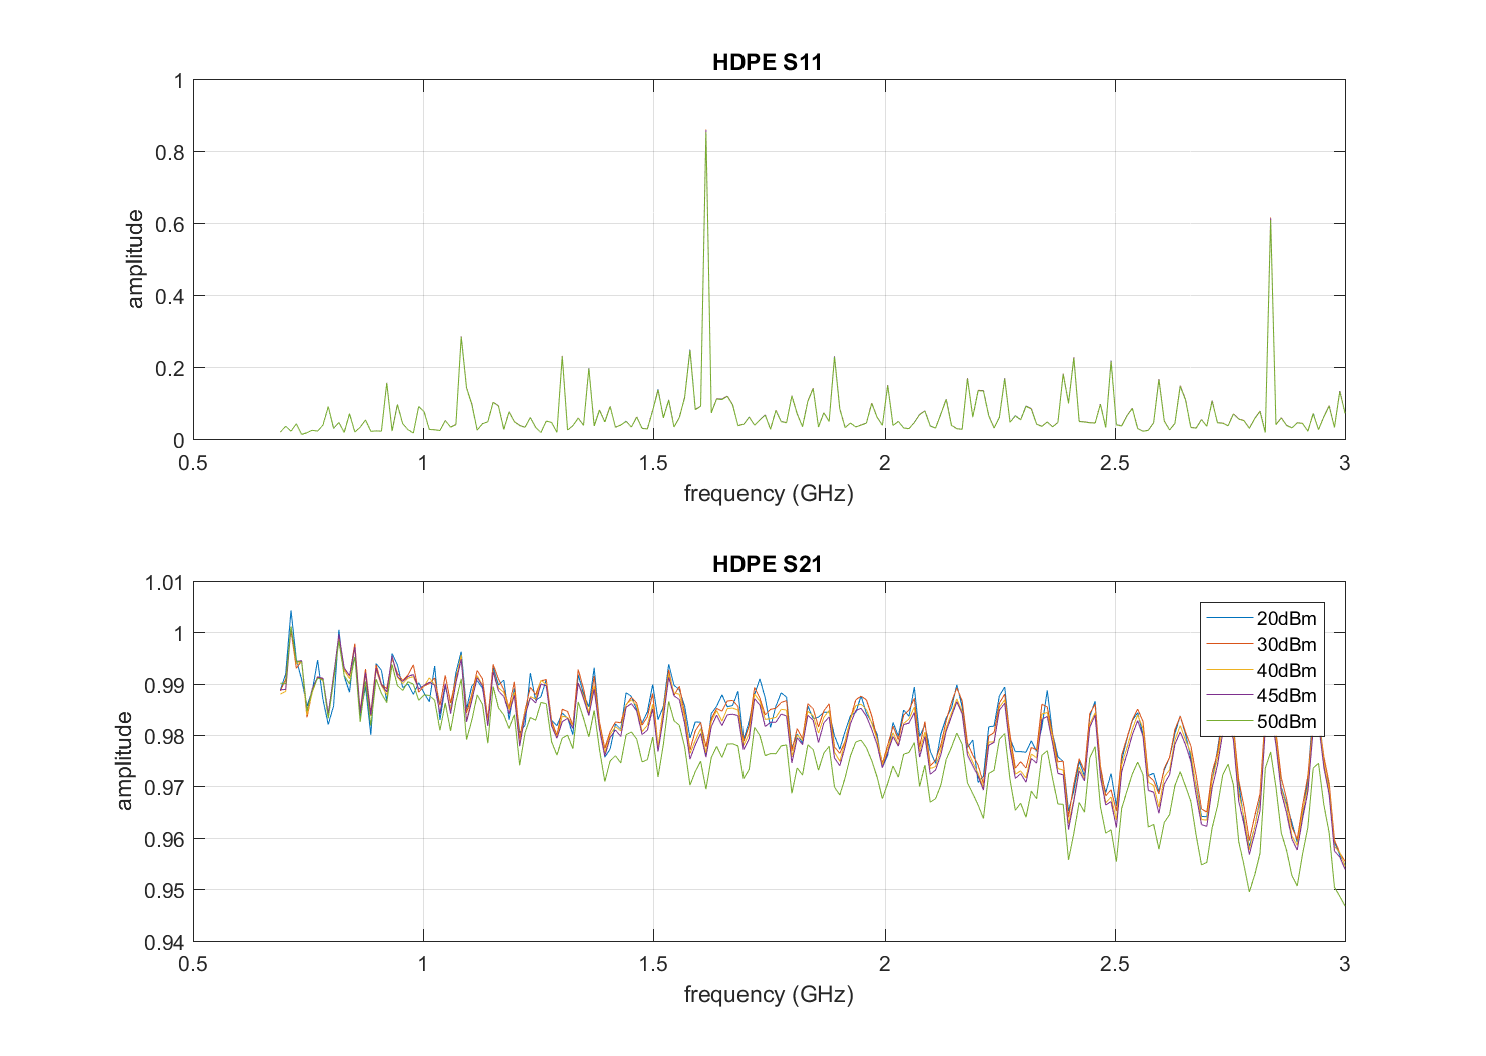 HDPE S11
1
0.8
0.6
0.4
0.2
0
amplitude
0.5 1 1.5 2 2.5 3
frequency (GHz)
HDPE S21
1.01
1
0.99
0.98
0.97
0.96
0.95
0.94
amplitude
20dBm
30dBm
40dBm
45dBm
50dBm
0.5 1 1.5 2 2.5 3
frequency (GHz)